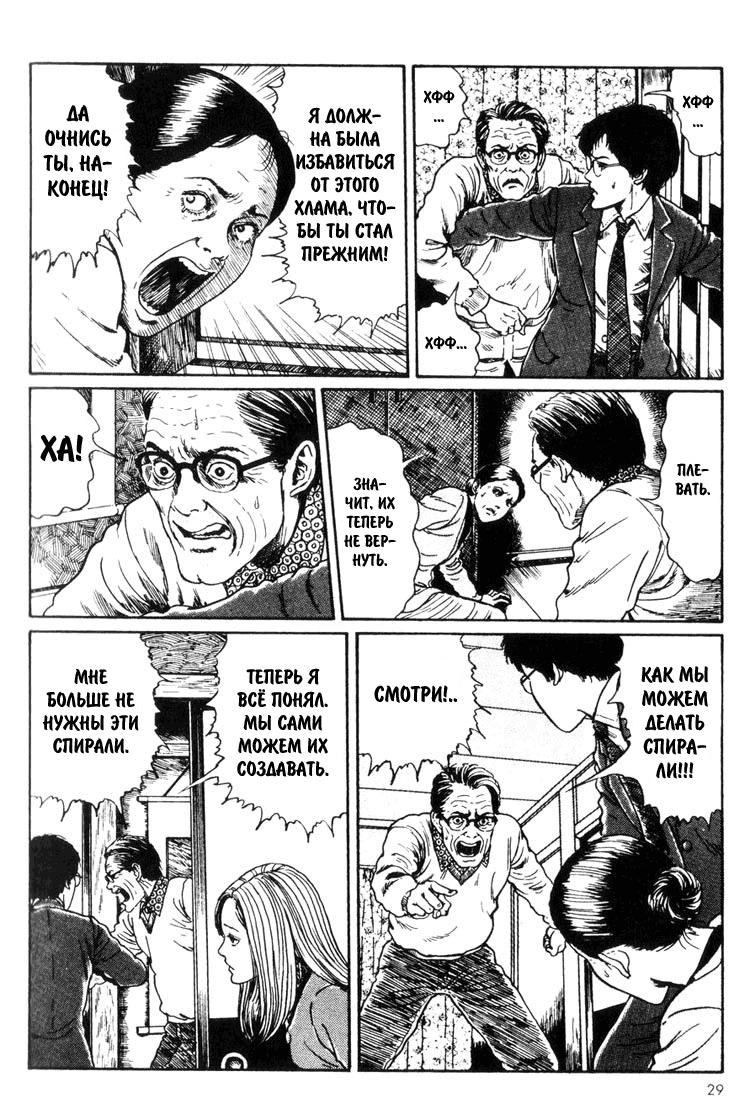 ДА
ОЧНИСЬ
ТЫ, НА-
КОНЕЦ!
Я ДОЛЖ-
НА БЫЛА
ИЗБАВИТЬСЯ
ОТ ЭТОГО
ХЛАМА, ЧТО-
БЫ ТЫ СТАЛ
ПРЕЖНИМ!
ХФФ
...
ХФФ
...
ХФФ...
ХА!
ЗНА-
ЧИТ, ИХ
ТЕПЕРЬ
НЕ ВЕР-
НУТЬ.
ПЛЕ-
ВАТЬ.
МНЕ
БОЛЬШЕ НЕ
НУЖНЫ ЭТИ
СПИРАЛИ.
ТЕПЕРЬ Я
ВСЁ ПОНЯЛ.
МЫ САМИ
МОЖЕМ ИХ
СОЗДАВАТЬ.
СМОТРИ!..
КАК МЫ
МОЖЕМ
ДЕЛАТЬ
СПИРА-
ЛИ!!!
29